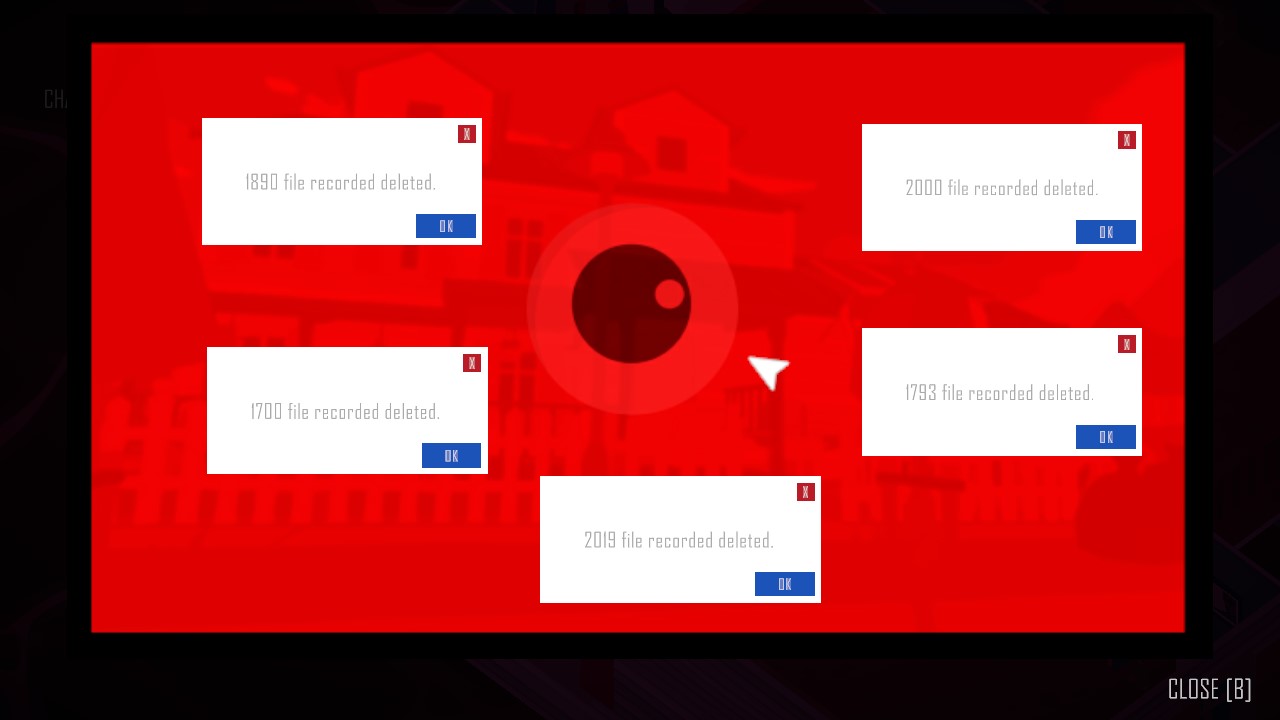 CHA
1890 file recorded deleted.
X
OK
2000 file recorded deleted.
X
OK
1700 file recorded deleted.
X
OK
1793 file recorded deleted.
X
OK
2019 file recorded deleted.
X
OK
CLOSE [B]